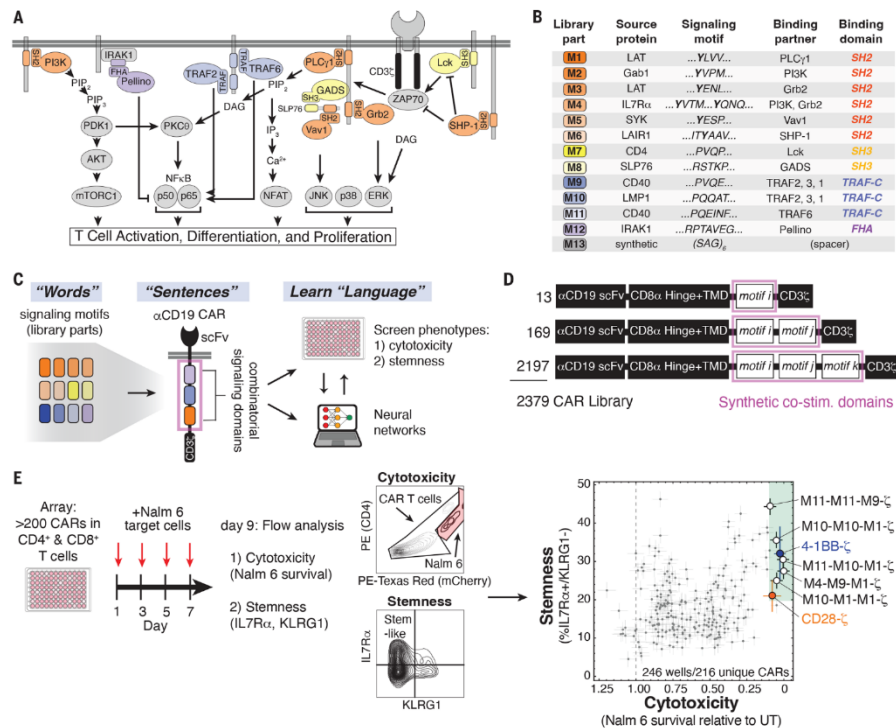 A
SH2
PI3K
PIP2
PIP3
PDK1
AKT
mTORC1
IRAK1
FHA
Pellino
PKCθ
NFκB
p50
p65
TRAF2
TRAF
TRAF
TRAF6
DAG
PIP2
IP3
Ca2+
NFAT
PLCγ1
SH2
SH2
SH3
GADS
SLP76
SH2
Vav1
SH2
Grb2
CD3ζ
ZAP70
DAG
Lck
SH3
SHP-1
SH2
SH2
JNK
p38
ERK
T Cell Activation, Differentiation, and Proliferation
B
Library part Source protein Signaling motif Binding partner Binding domain
M1 LAT ...YLVV... PLCγ1 SH2
M2 Gab1 ...YVPM... PI3K SH2
M3 LAT ...YENL... Grb2 SH2
M4 IL7Rα ...YVTM...YQNQ... PI3K, Grb2 SH2
M5 SYK ...YESP... Vav1 SH2
M6 LAIR1 ...ITYAAV... SHP-1 SH2
M7 CD4 ...PVQP... Lck SH3
M8 SLP76 ...RSTKP... GADS SH3
M9 CD40 ...PVQE... TRAF2, 3, 1 TRAF-C
M10 LMP1 ...PQQAT... TRAF2, 3, 1 TRAF-C
M11 CD40 ...PQEINF... TRAF6 TRAF-C
M12 IRAK1 ...RPTAVEG... Pellino FHA
M13 synthetic (SAG)6 (spacer)
C
"Words"
signaling motifs
(library parts)
"Sentences"
αCD19 CAR
scFv
combinatorial
signaling domains
CD3ζ
Learn "Language"
Screen phenotypes:
1) cytotoxicity
2) stemness
Neural
networks
D
13 αCD19 scFv CD8α Hinge+TMD motif i CD3ζ
169 αCD19 scFv CD8α Hinge+TMD motif i motif j CD3ζ
2197 αCD19 scFv CD8α Hinge+TMD motif i motif j motif k CD3ζ
2379 CAR Library Synthetic co-stim. domains
E
Array:
>200 CARs in
CD4+ & CD8+
T cells
+Nalm 6
target cells
1 3 5 7
Day
day 9: Flow analysis
1) Cytotoxicity
(Nalm 6 survival)
2) Stemness
(IL7Rα, KLRG1)
Cytotoxicity
PE (CD4)
CAR T cells
Nalm 6
PE-Texas Red (mCherry)
Stemness
IL7Rα
Stem
-like
KLRG1
Stemness
(%IL7Rα+/KLRG1-)
50
40
30
20
10
0
246 wells/216 unique CARs
1.25 1.00 0.75 0.50 0.25 0
Cytotoxicity
(Nalm 6 survival relative to UT)
M11-M11-M9-ζ
M10-M10-M1-ζ
4-1BB-ζ
M11-M10-M1-ζ
M4-M9-M1-ζ
M10-M1-M1-ζ
CD28-ζ